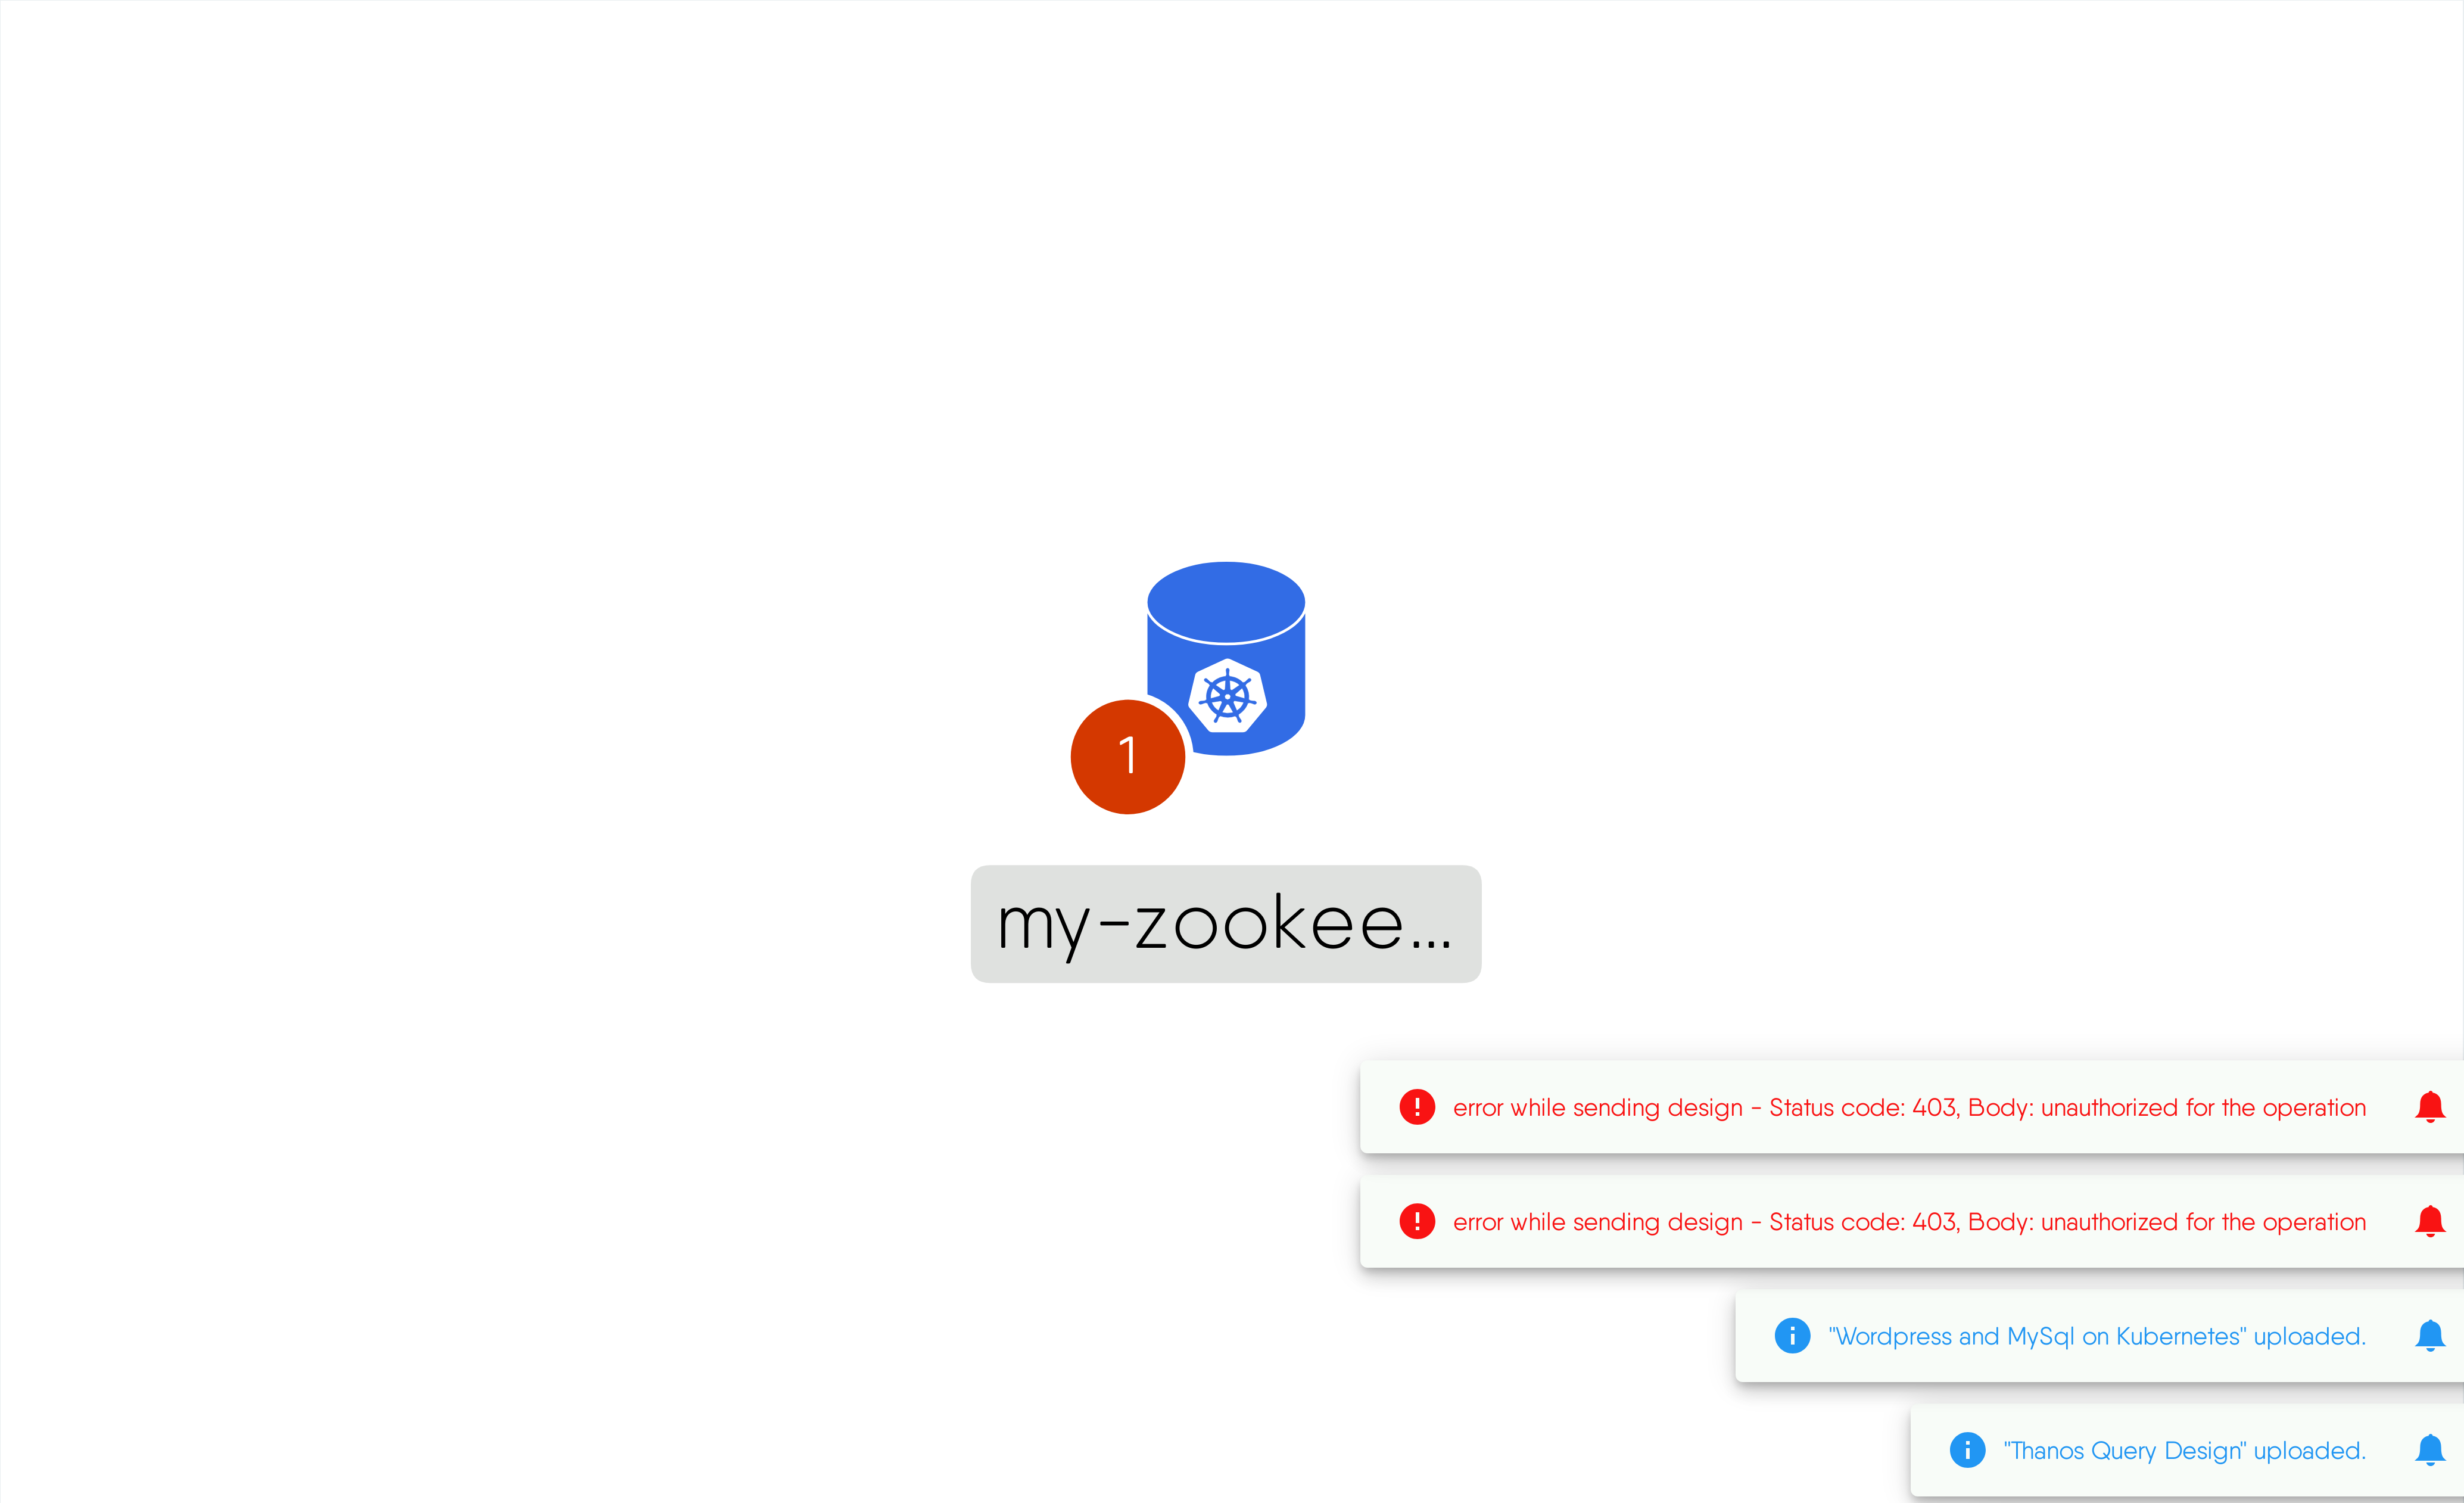 1
my-zookee...
error while sending design - Status code: 403, Body: unauthorized for the operation
error while sending design - Status code: 403, Body: unauthorized for the operation
"Wordpress and MySql on Kubernetes" uploaded.
"Thanos Query Design" uploaded.